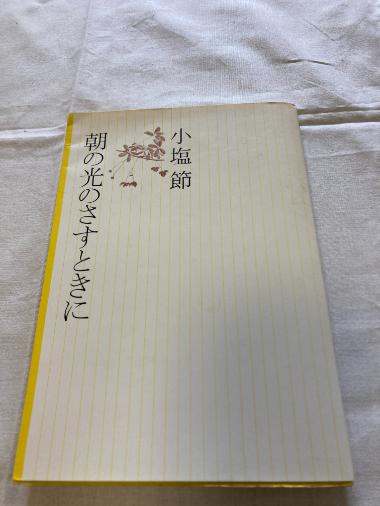 小塩 節
朝の光のさすときに